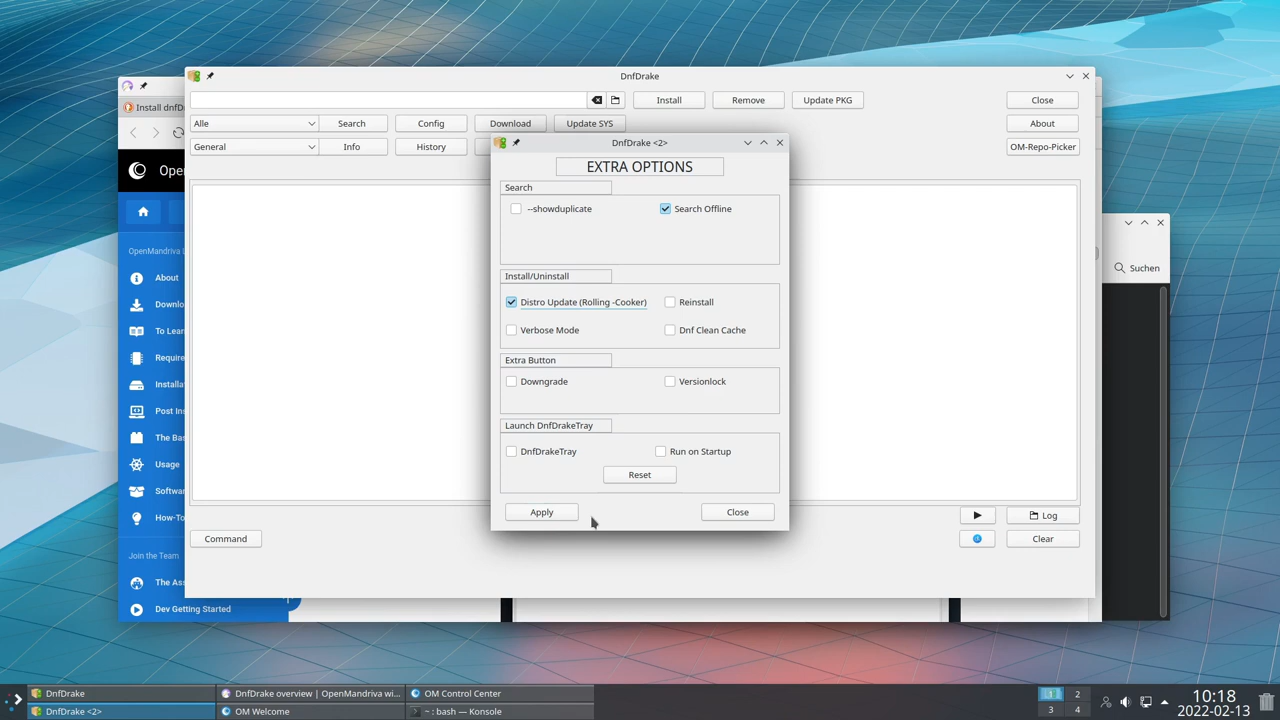 DnfDrake
Install dnfD
Install
Remove
Update PKG
Close
Alle
Search
Config
Download
Update SYS
About
General
Info
History
OM-Repo-Picker
DnfDrake <2>
EXTRA OPTIONS
Search
--showduplicate
Search Offline
Install/Uninstall
Distro Update (Rolling -Cooker)
Reinstall
Verbose Mode
Dnf Clean Cache
Extra Button
Downgrade
Versionlock
Launch DnfDrakeTray
DnfDrakeTray
Run on Startup
Reset
Apply
Close
Log
Command
Clear
Suchen
Open
OpenMandriva L
About
Downlo
To Lear
Require
Installa
Post Ins
The Bas
Usage
Softwar
How-To
Join the Team
The Ass
Dev Getting Started
DnfDrake
DnfDrake overview | OpenMandriva wi...
OM Control Center
DnfDrake <2>
OM Welcome
~ : bash — Konsole
1
2
3
4
10:18
2022-02-13